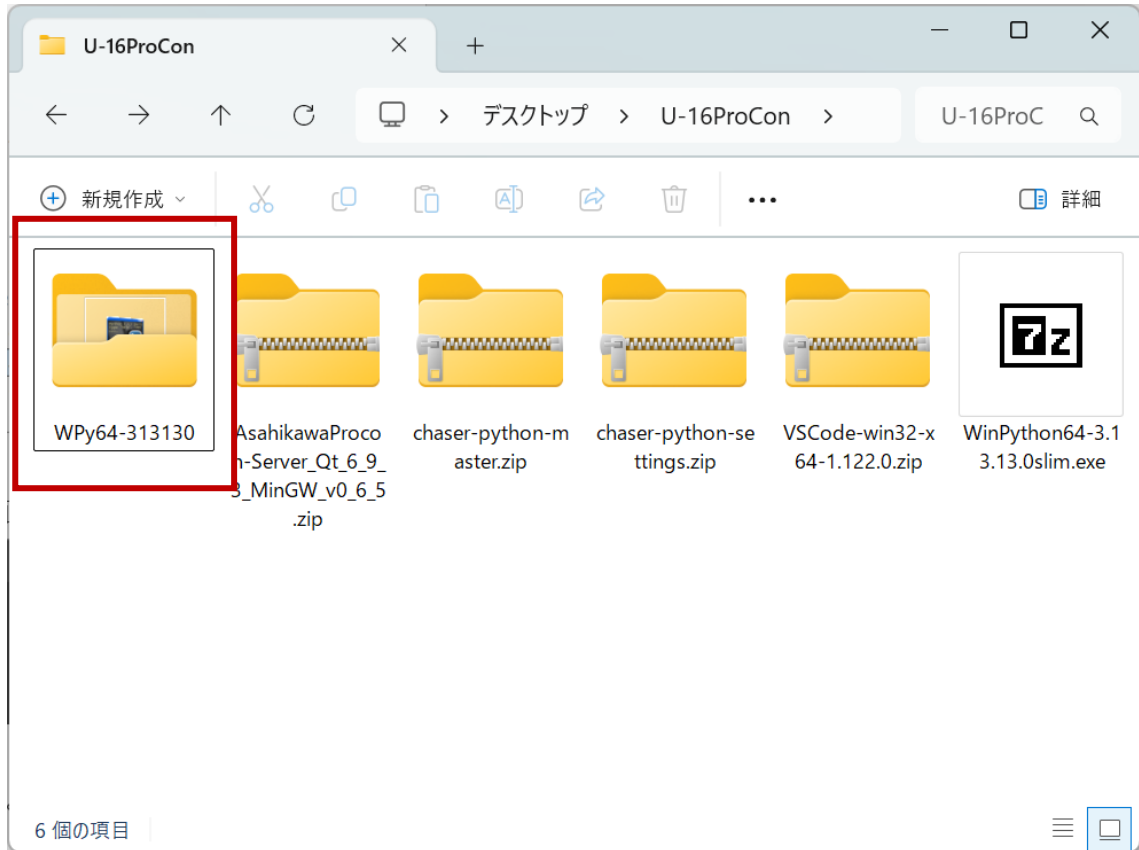 U-16ProCon
デスクトップ
U-16ProCon
U-16ProC
新規作成
詳細
WPy64-313130
AsahikawaProco
n-Server_Qt_6_9_
3_MinGW_v0_6_5
.zip
chaser-python-m
aster.zip
chaser-python-se
ttings.zip
VSCode-win32-x
64-1.122.0.zip
7z
WinPython64-3.1
3.13.0slim.exe
6 個の項目